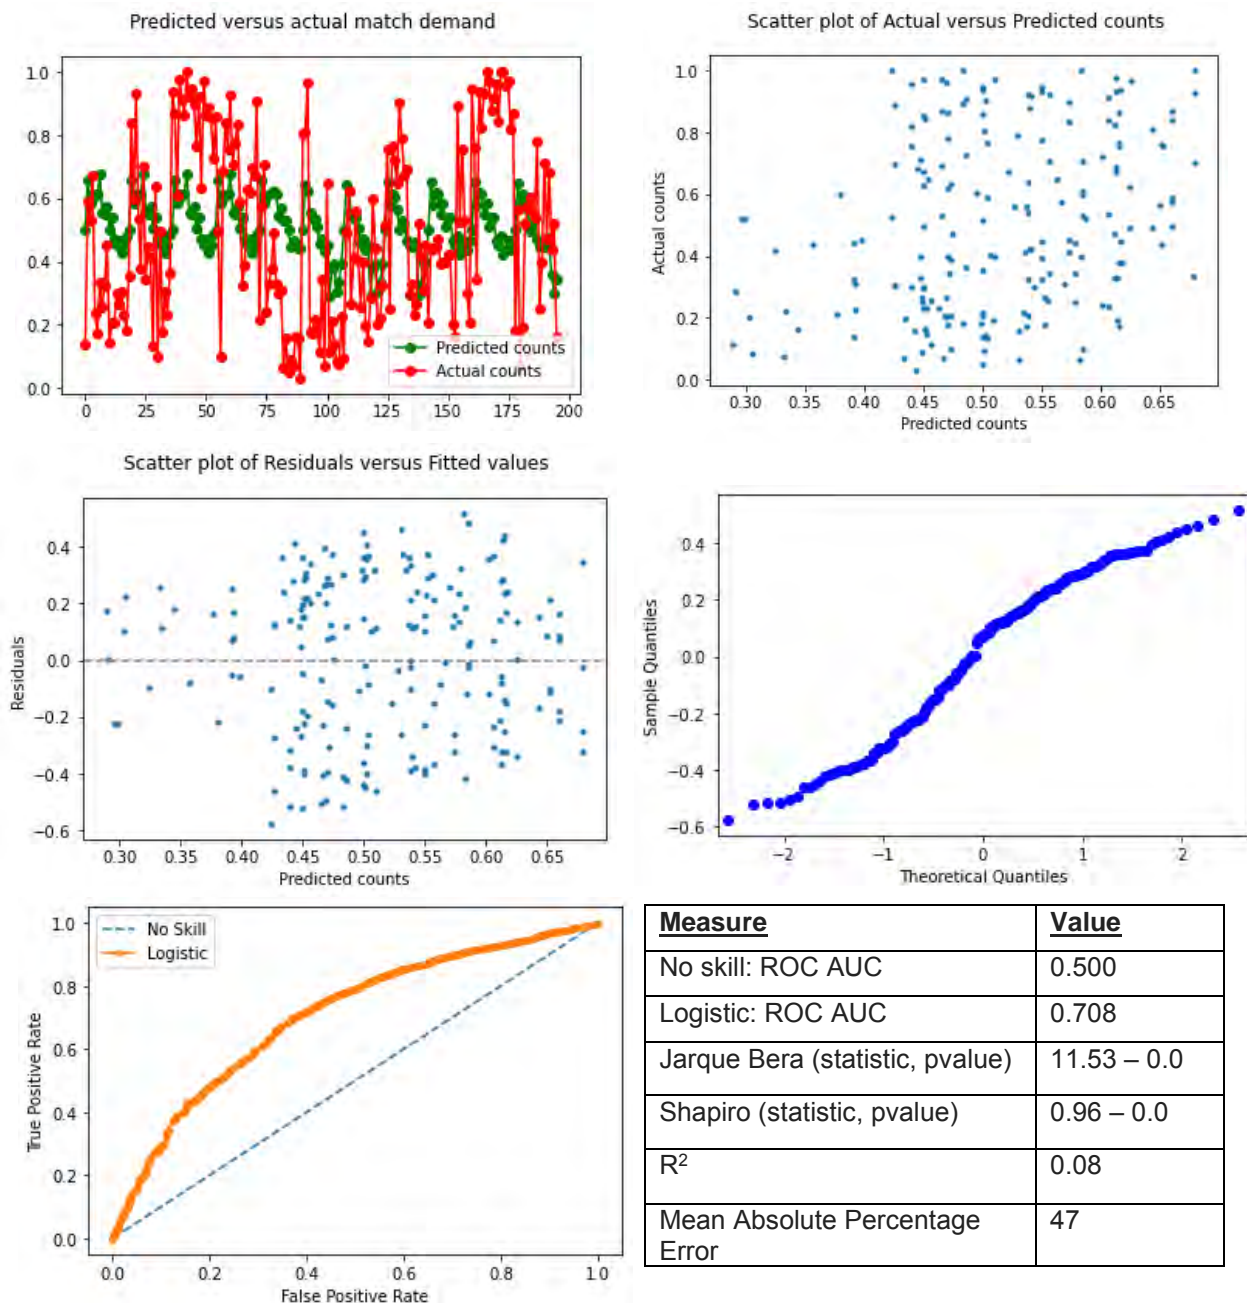 Predicted versus actual match demand
1.0
0.8
0.6
0.4
0.2
0.0
Predicted counts
Actual counts
0 25 50 75 100 125 150 175 200
Scatter plot of Actual versus Predicted counts
Actual counts
1.0
0.8
0.6
0.4
0.2
0.0
0.30 0.35 0.40 0.45 0.50 0.55 0.60 0.65
Predicted counts
Scatter plot of Residuals versus Fitted values
Residuals
0.4
0.2
0.0
−0.2
−0.4
−0.6
0.30 0.35 0.40 0.45 0.50 0.55 0.60 0.65
Predicted counts
Sample Quantiles
0.4
0.2
0.0
−0.2
−0.4
−0.6
−2 −1 0 1 2
Theoretical Quantiles
True Positive Rate
1.0
0.8
0.6
0.4
0.2
0.0
No Skill
Logistic
0.0 0.2 0.4 0.6 0.8 1.0
False Positive Rate
Measure Value
No skill: ROC AUC 0.500
Logistic: ROC AUC 0.708
Jarque Bera (statistic, pvalue) 11.53 – 0.0
Shapiro (statistic, pvalue) 0.96 – 0.0
R² 0.08
Mean Absolute Percentage 47
Error